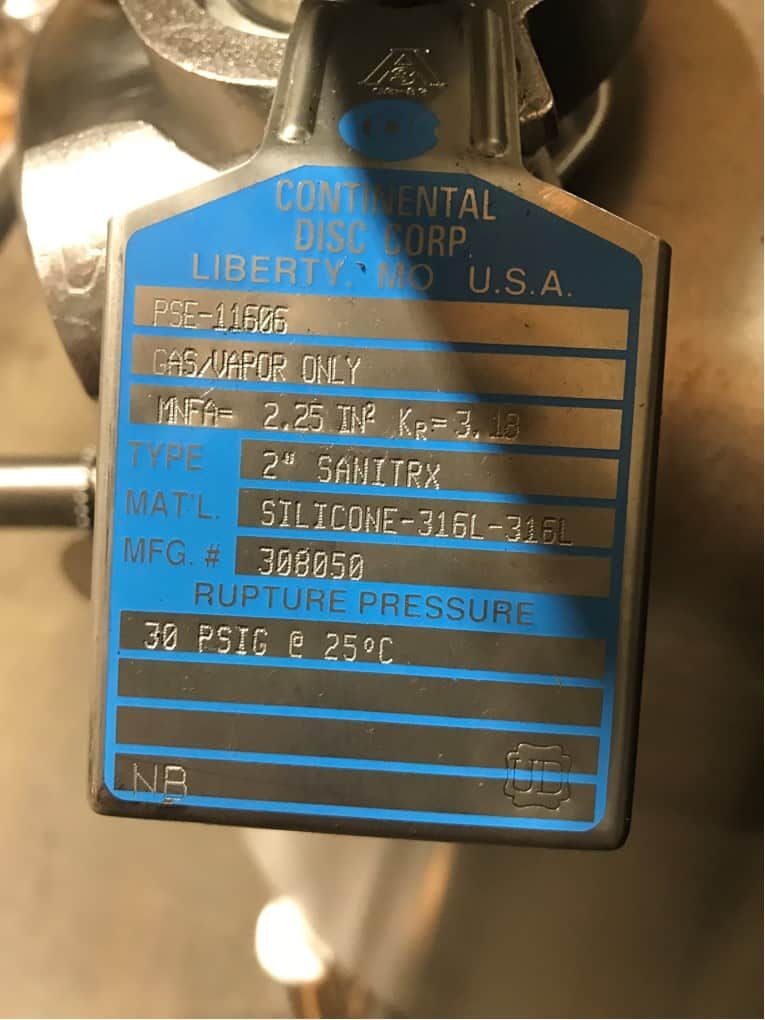 CDC
CONTINENTAL
DISC CORP
LIBERTY, MO U.S.A.
PSE-11606
GAS/VAPOR ONLY
MNFA= 2.25 IN² KR=3.18
TYPE 2" SANITRX
MAT'L. SILICONE-316L-316L
MFG. # 308050
RUPTURE PRESSURE
30 PSIG @ 25°C
NB UD